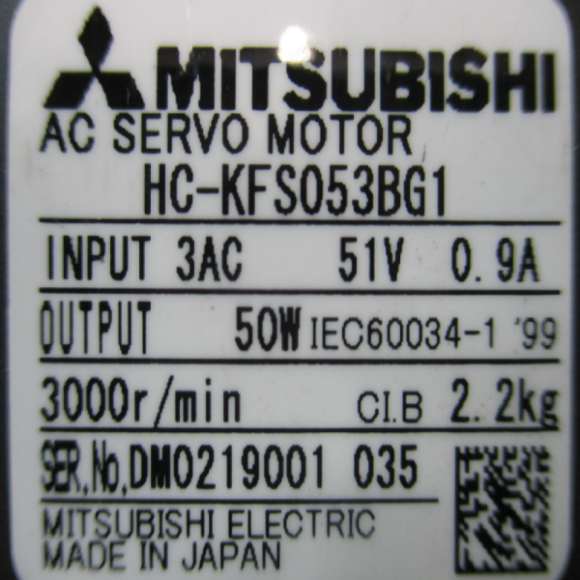 MITSUBISHI
AC SERVO MOTOR
HC-KFS053BG1
INPUT 3AC 51V 0.9A
OUTPUT 50W IEC60034-1 '99
3000r/min CI.B 2.2kg
SER.No.DM0219001 035
MITSUBISHI ELECTRIC
MADE IN JAPAN